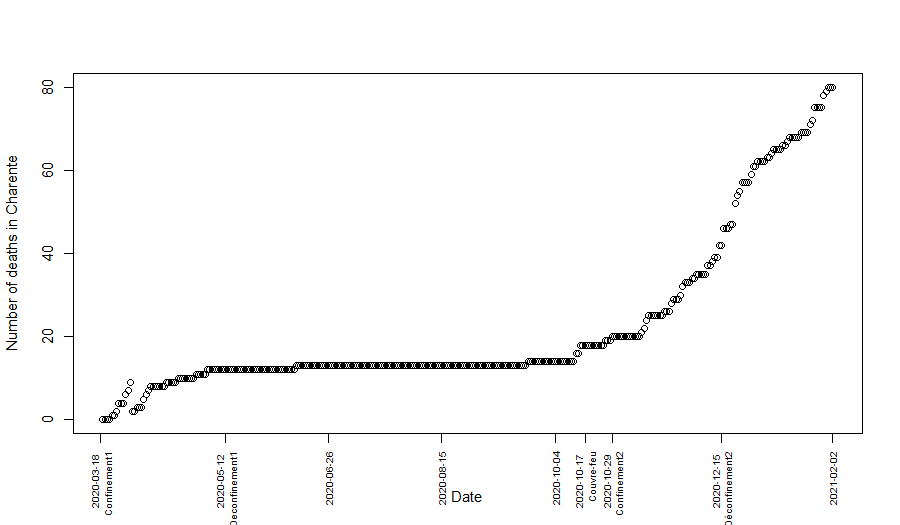 Number of deaths in Charente
80
60
40
20
0
2020-03-18
Confinement1
2020-05-12
Deconfinement1
2020-06-26
2020-08-15
2020-10-04
2020-10-17
Couvre-feu
2020-10-29
Confinement2
2020-12-15
Déconfinement2
2021-02-02
Date